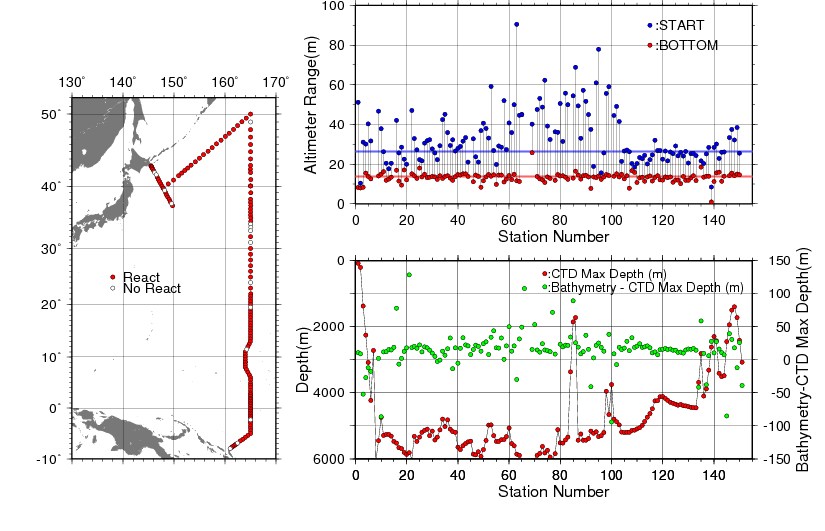 130° 140° 150° 160° 170°
50°
40°
30°
20°
10°
0°
-10°
React
No React
100
80
60
40
20
0
Altimeter Range(m)
:START
:BOTTOM
0 20 40 60 80 100 120 140
Station Number
0
2000
4000
6000
Depth(m)
:CTD Max Depth (m)
:Bathymetry - CTD Max Depth (m)
150
100
50
0
-50
-100
-150
Bathymetry-CTD Max Depth(m)
0 20 40 60 80 100 120 140
Station Number